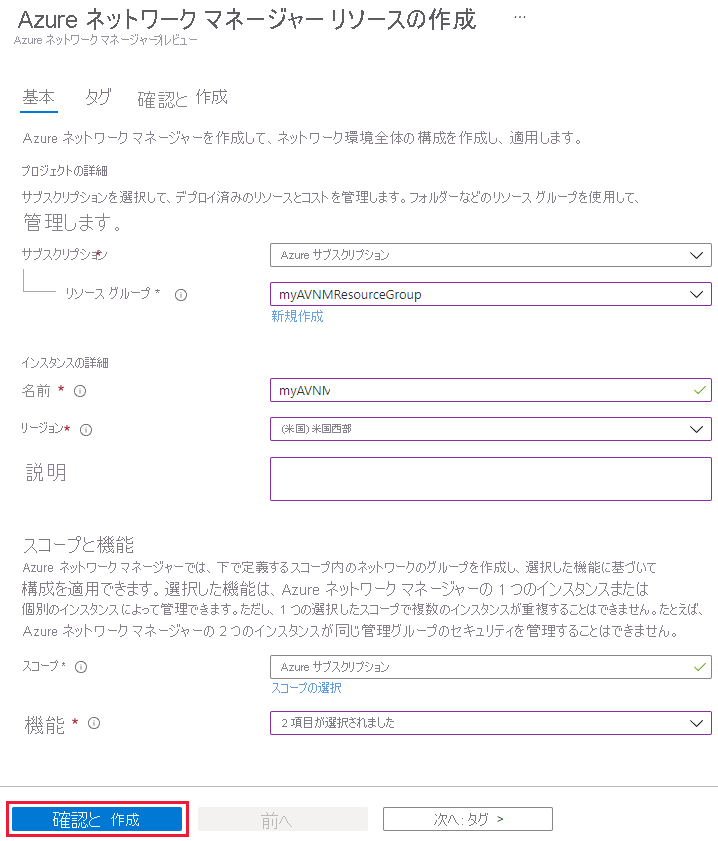 Azure ネットワーク マネージャー リソースの作成 ...
Azure ネットワーク マネージャープレビュー
基本 タグ 確認と 作成
Azure ネットワーク マネージャーを作成して、ネットワーク環境全体の構成を作成し、適用します。
プロジェクトの詳細
サブスクリプションを選択して、デプロイ済みのリソースとコストを管理します。フォルダーなどのリソース グループを使用して、
管理します。
サブスクリプション* Azure サブスクリプション
リソース グループ * myAVNMResourceGroup
新規作成
インスタンスの詳細
名前 * myAVNM
リージョン* (米国) 米国西部
説明
スコープと機能
Azure ネットワーク マネージャーでは、下で定義するスコープ内のネットワークのグループを作成し、選択した機能に基づいて
構成を適用できます。選択した機能は、Azure ネットワーク マネージャーの 1 つのインスタンスまたは
個別のインスタンスによって管理できます。ただし、1 つの選択したスコープで複数のインスタンスが重複することはできません。たとえば、
Azure ネットワーク マネージャーの 2 つのインスタンスが同じ管理グループのセキュリティを管理することはできません。
スコープ * Azure サブスクリプション
スコープの選択
機能 * 2 項目が選択されました
確認と 作成 前へ 次へ: タグ >